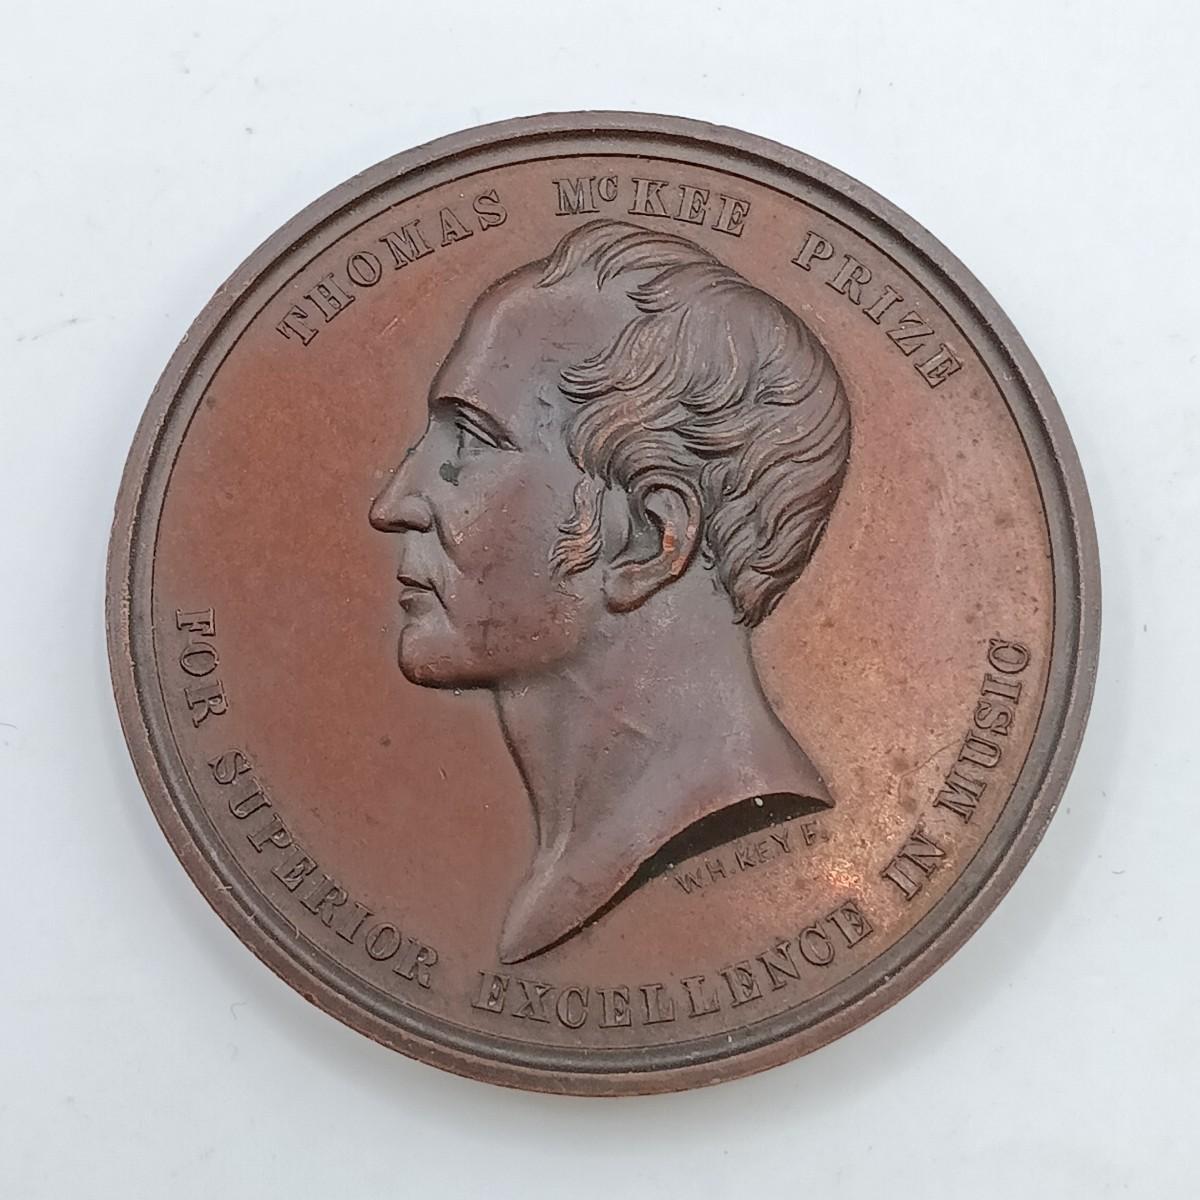 THOMAS McKEE PRIZE
FOR SUPERIOR EXCELLENCE IN MUSIC
W.H.KEY F.